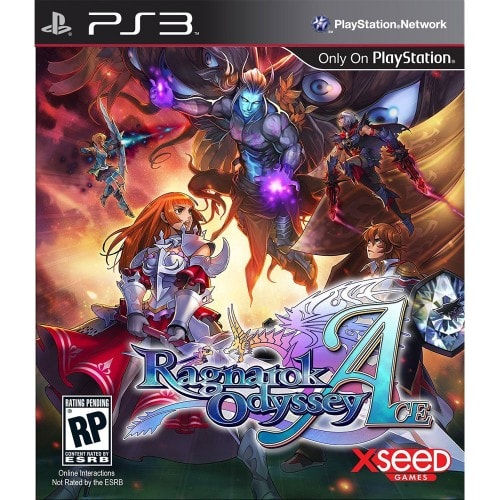 PS3
PlayStation®Network
Only On PlayStation®
Ragnarok
Odyssey ACE
RATING PENDING
RP
CONTENT RATED BY
ESRB
Online Interactions
Not Rated by the ESRB
XSEED
GAMES